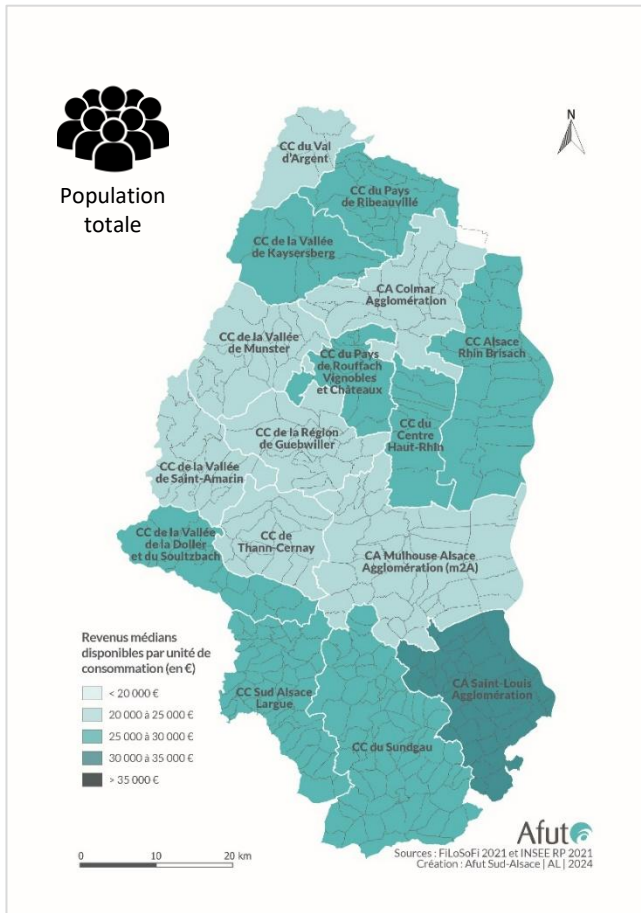 Population
totale
N
CC du Val
d'Argent
CC du Pays
de Ribeauvillé
CC de la Vallée
de Kaysersberg
CA Colmar
Agglomération
CC de la Vallée
de Munster
CC du Pays
de Rouffach
Vignobles
et Châteaux
CC Alsace
Rhin Brisach
CC du
Centre
Haut-Rhin
CC de la Région
de Guebwiller
CC de la Vallée
de Saint-Amarin
CC de la Vallée
de la Doller
et du Soultzbach
CC de
Thann-Cernay
CA Mulhouse Alsace
Agglomération (m2A)
CA Saint-Louis
Agglomération
CC Sud Alsace
Largue
CC du Sundgau
Revenus médians
disponibles par unité de
consommation (en €)
< 20 000 €
20 000 à 25 000 €
25 000 à 30 000 €
30 000 à 35 000 €
> 35 000 €
0 10 20 km
Afut
Sources : FiLoSoFi 2021 et INSEE RP 2021
Création : Afut Sud-Alsace | AL | 2024